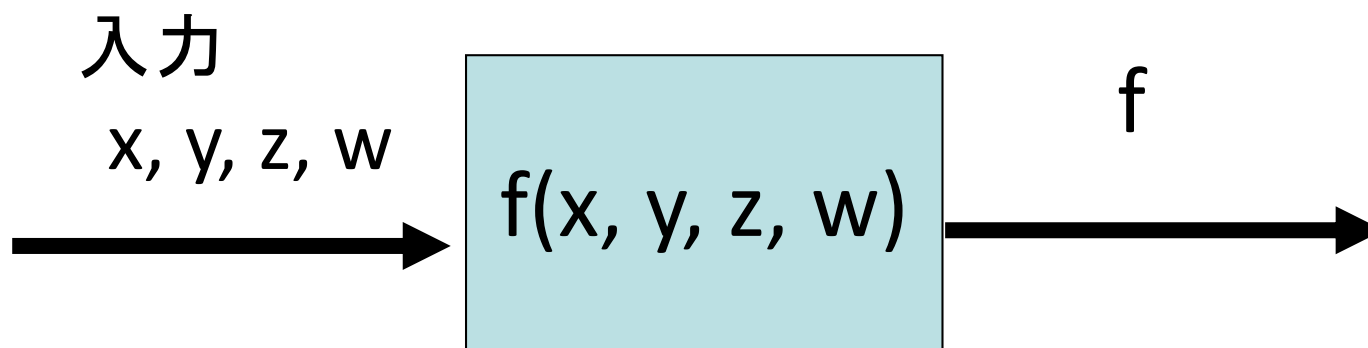 入力
x, y, z, w
f(x, y, z, w)
f